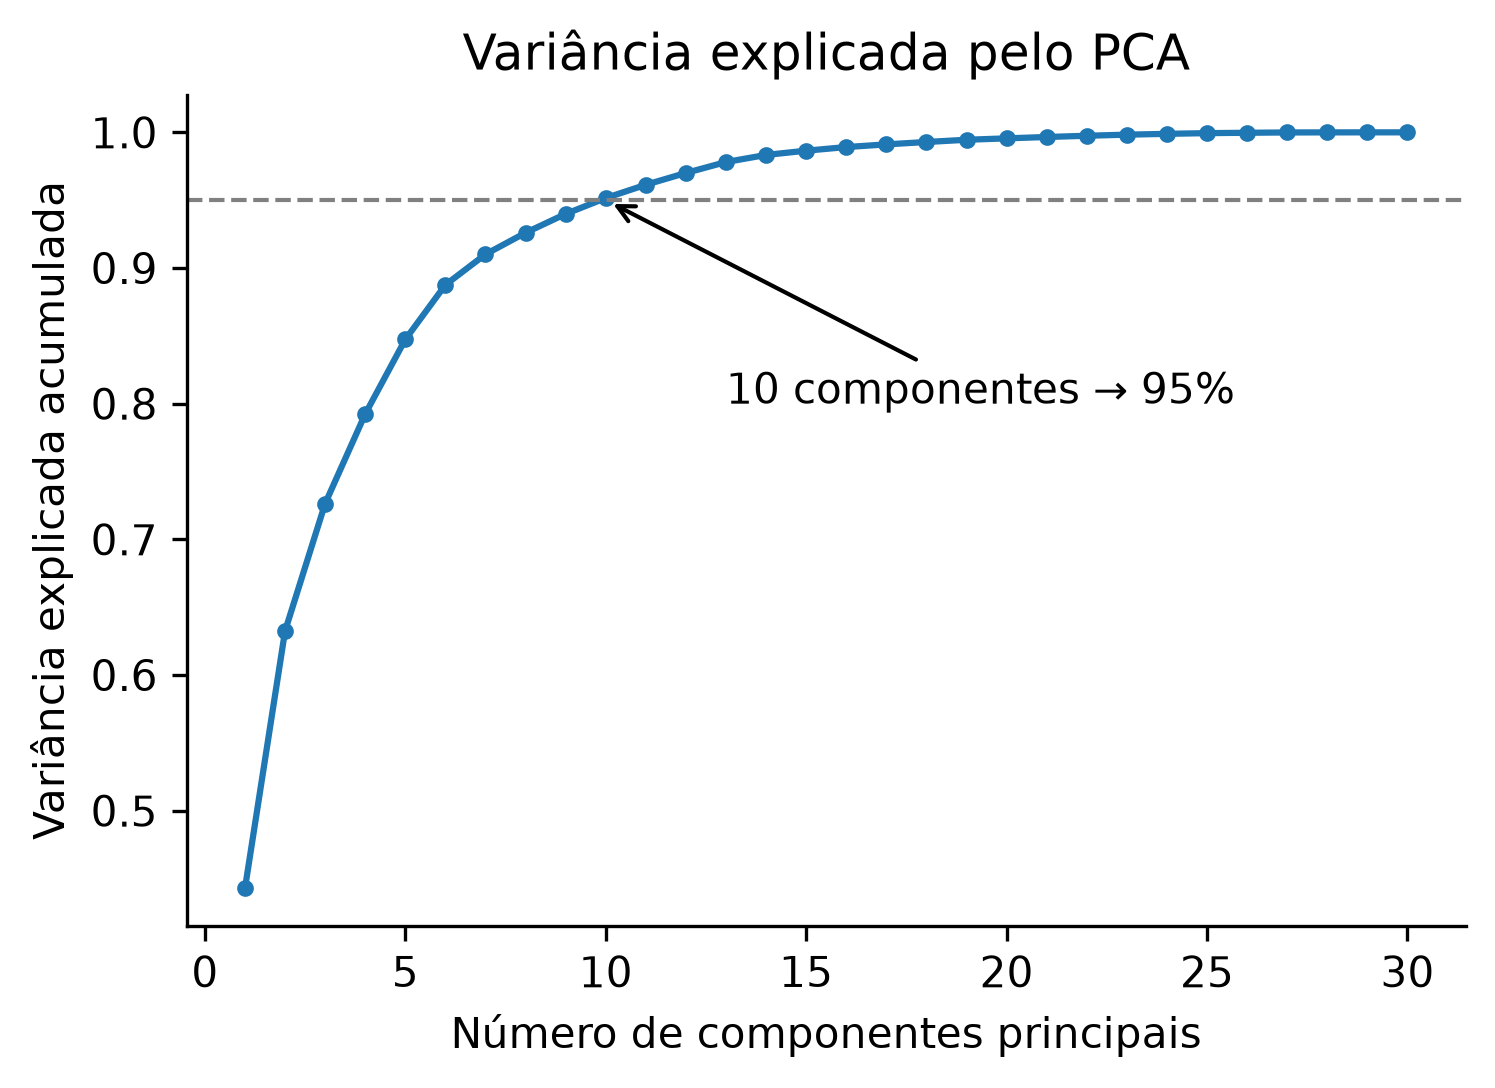 Variância explicada pelo PCA
Variância explicada acumulada
1.0
0.9
0.8
0.7
0.6
0.5
10 componentes → 95%
0 5 10 15 20 25 30
Número de componentes principais